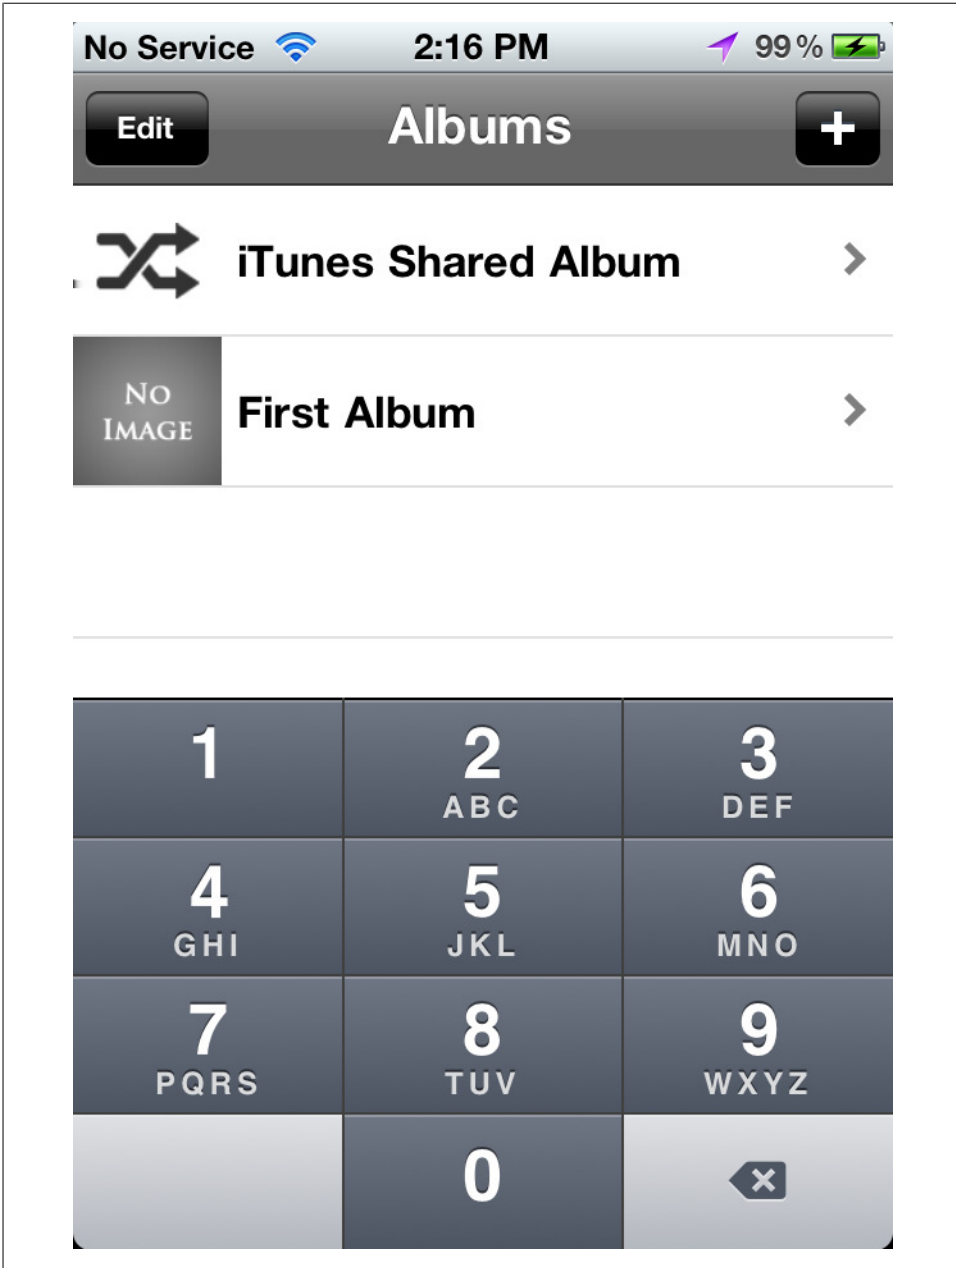 No Service 2:16 PM 99%
Edit Albums +
iTunes Shared Album
No
Image
First Album
1 2 3
ABC DEF
4 5 6
GHI JKL MNO
7 8 9
PQRS TUV WXYZ
0